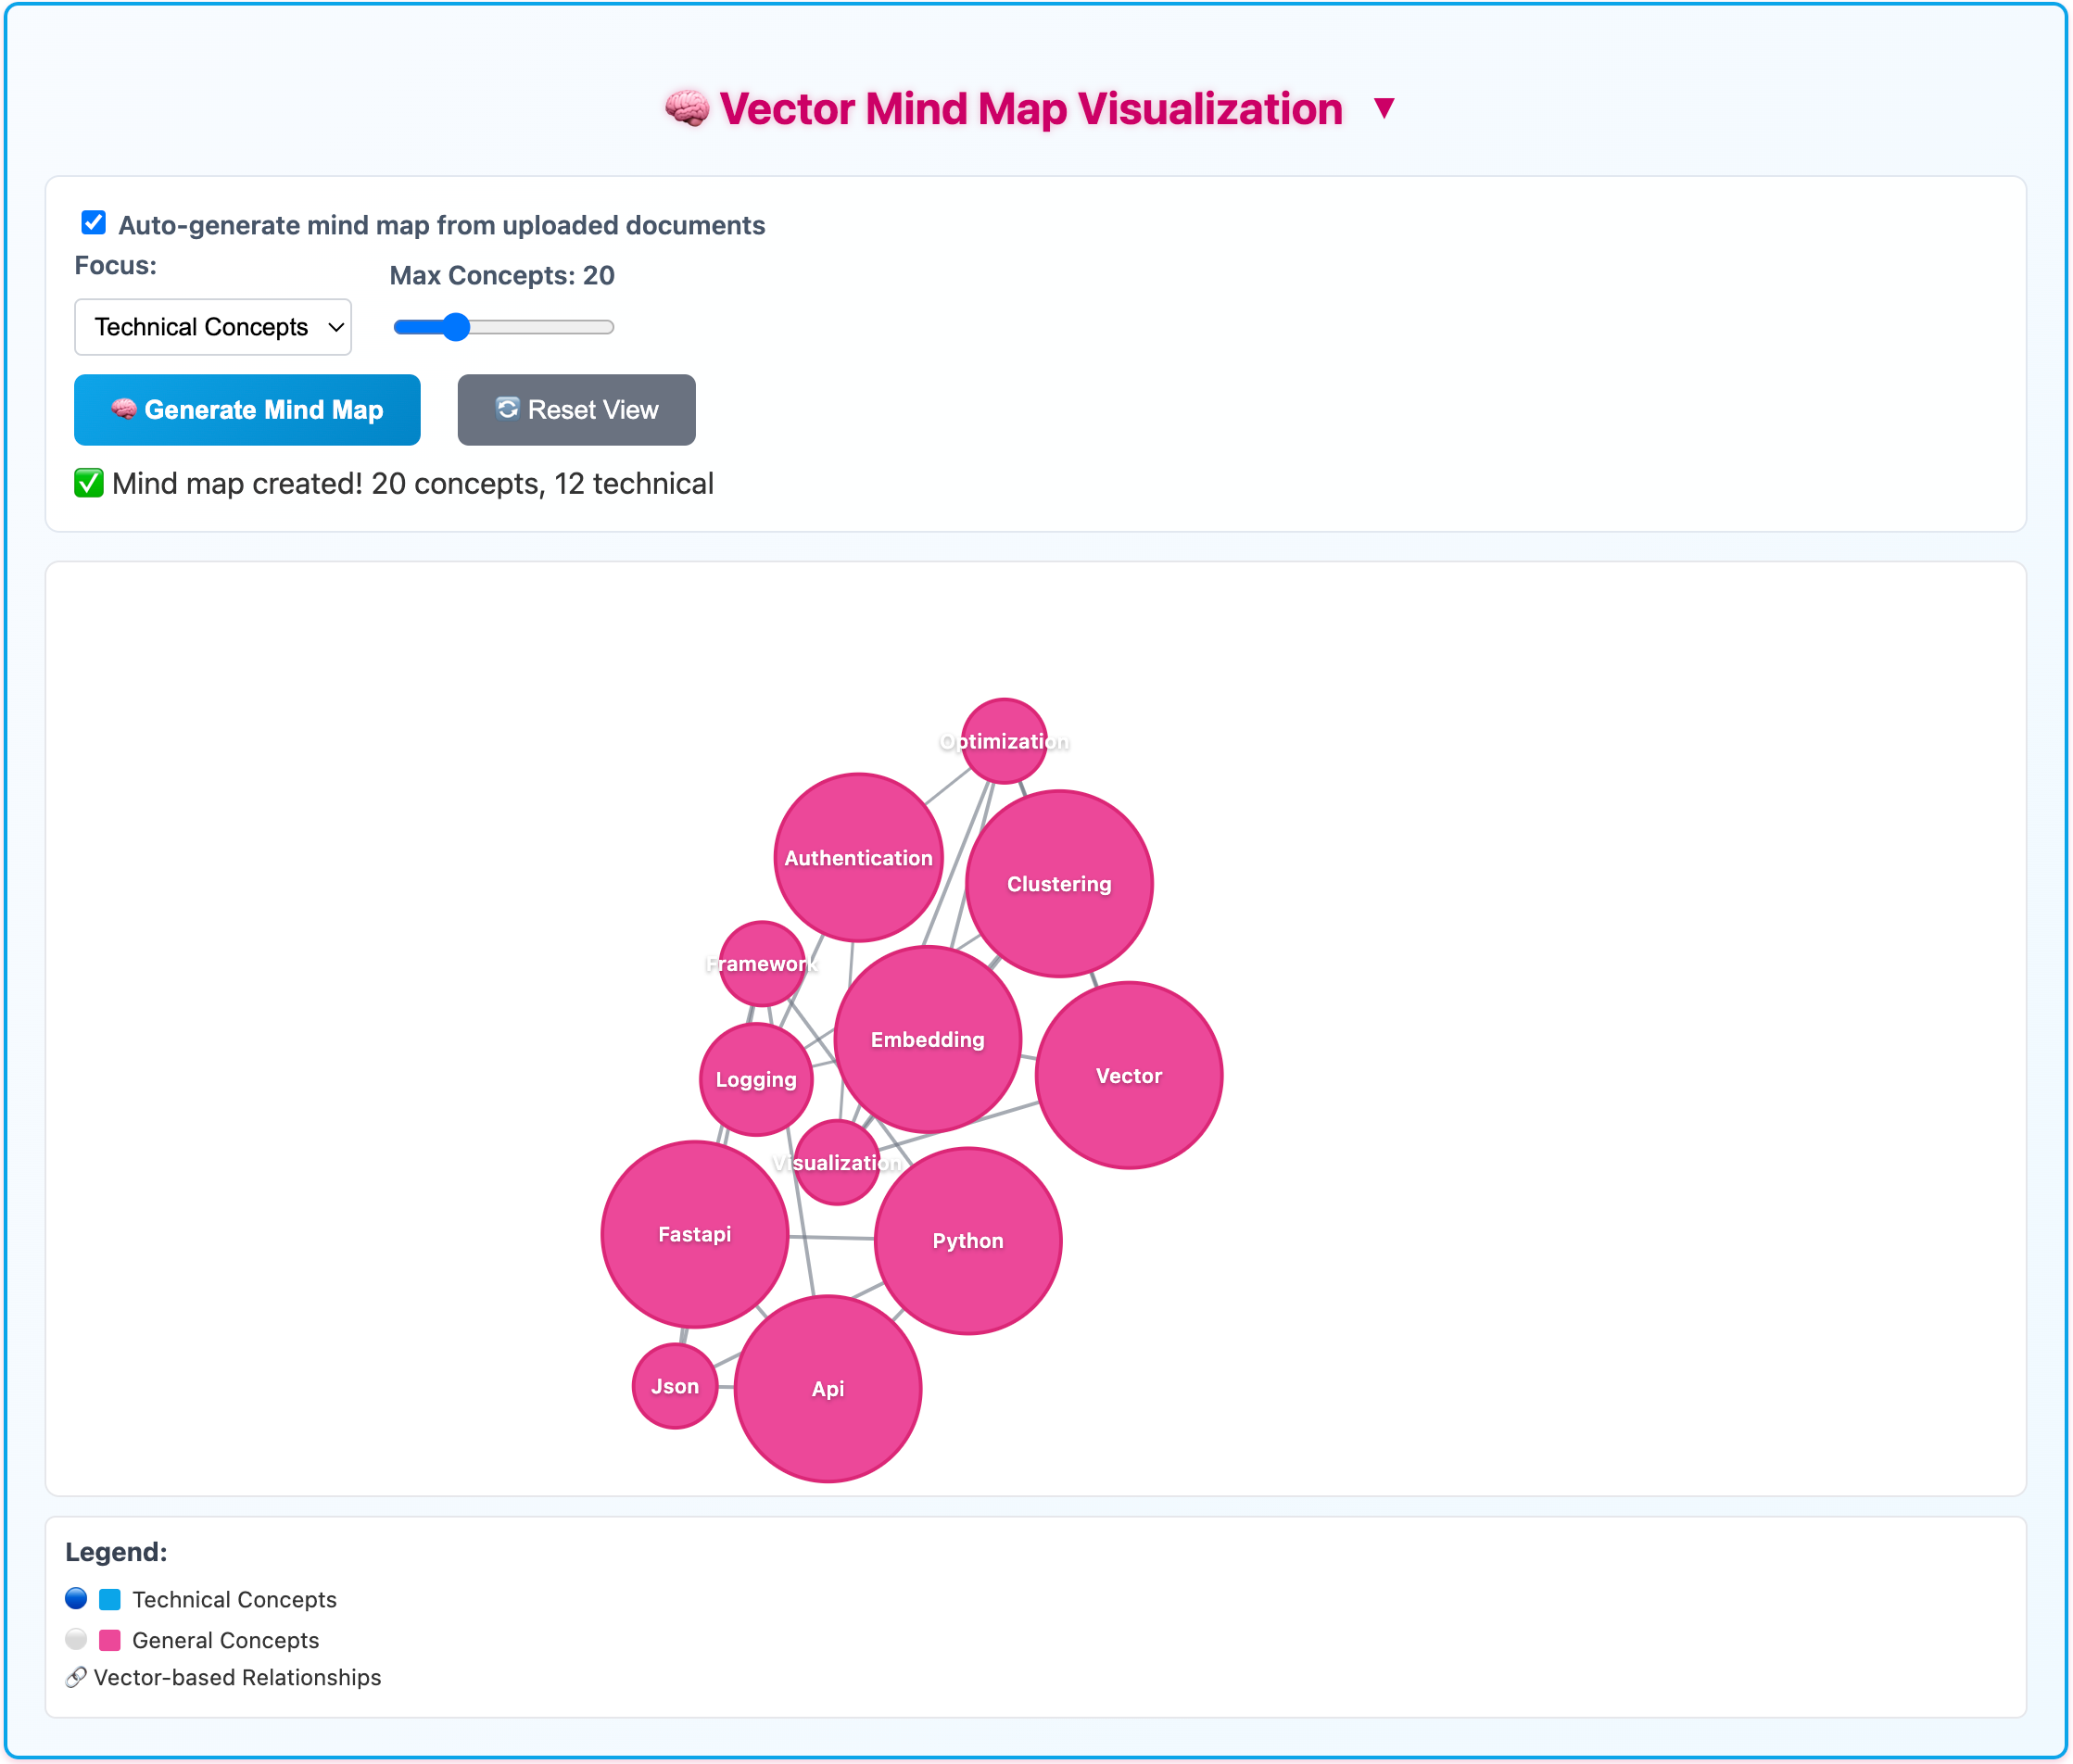 🧠 Vector Mind Map Visualization ▼
Auto-generate mind map from uploaded documents
Focus:
Max Concepts: 20
Technical Concepts
🧠 Generate Mind Map
🔄 Reset View
✅ Mind map created! 20 concepts, 12 technical
Optimization
Authentication
Clustering
Framework
Embedding
Vector
Logging
Visualization
Fastapi
Python
Json
Api
Legend:
Technical Concepts
General Concepts
🔗 Vector-based Relationships